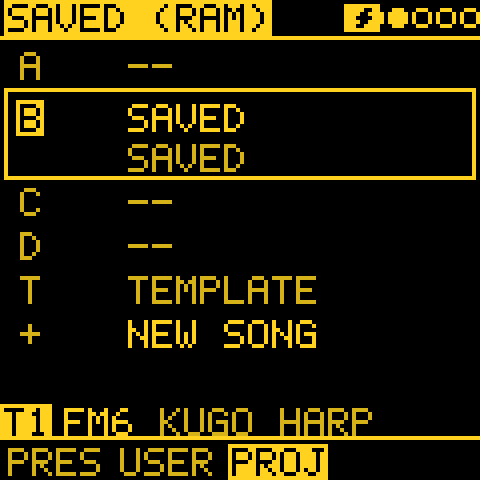 SAVED (RAM)
A --
B SAVED
SAVED
C --
D --
T TEMPLATE
+ NEW SONG
T1 FM6 KUGO HARP
PRES USER PROJ